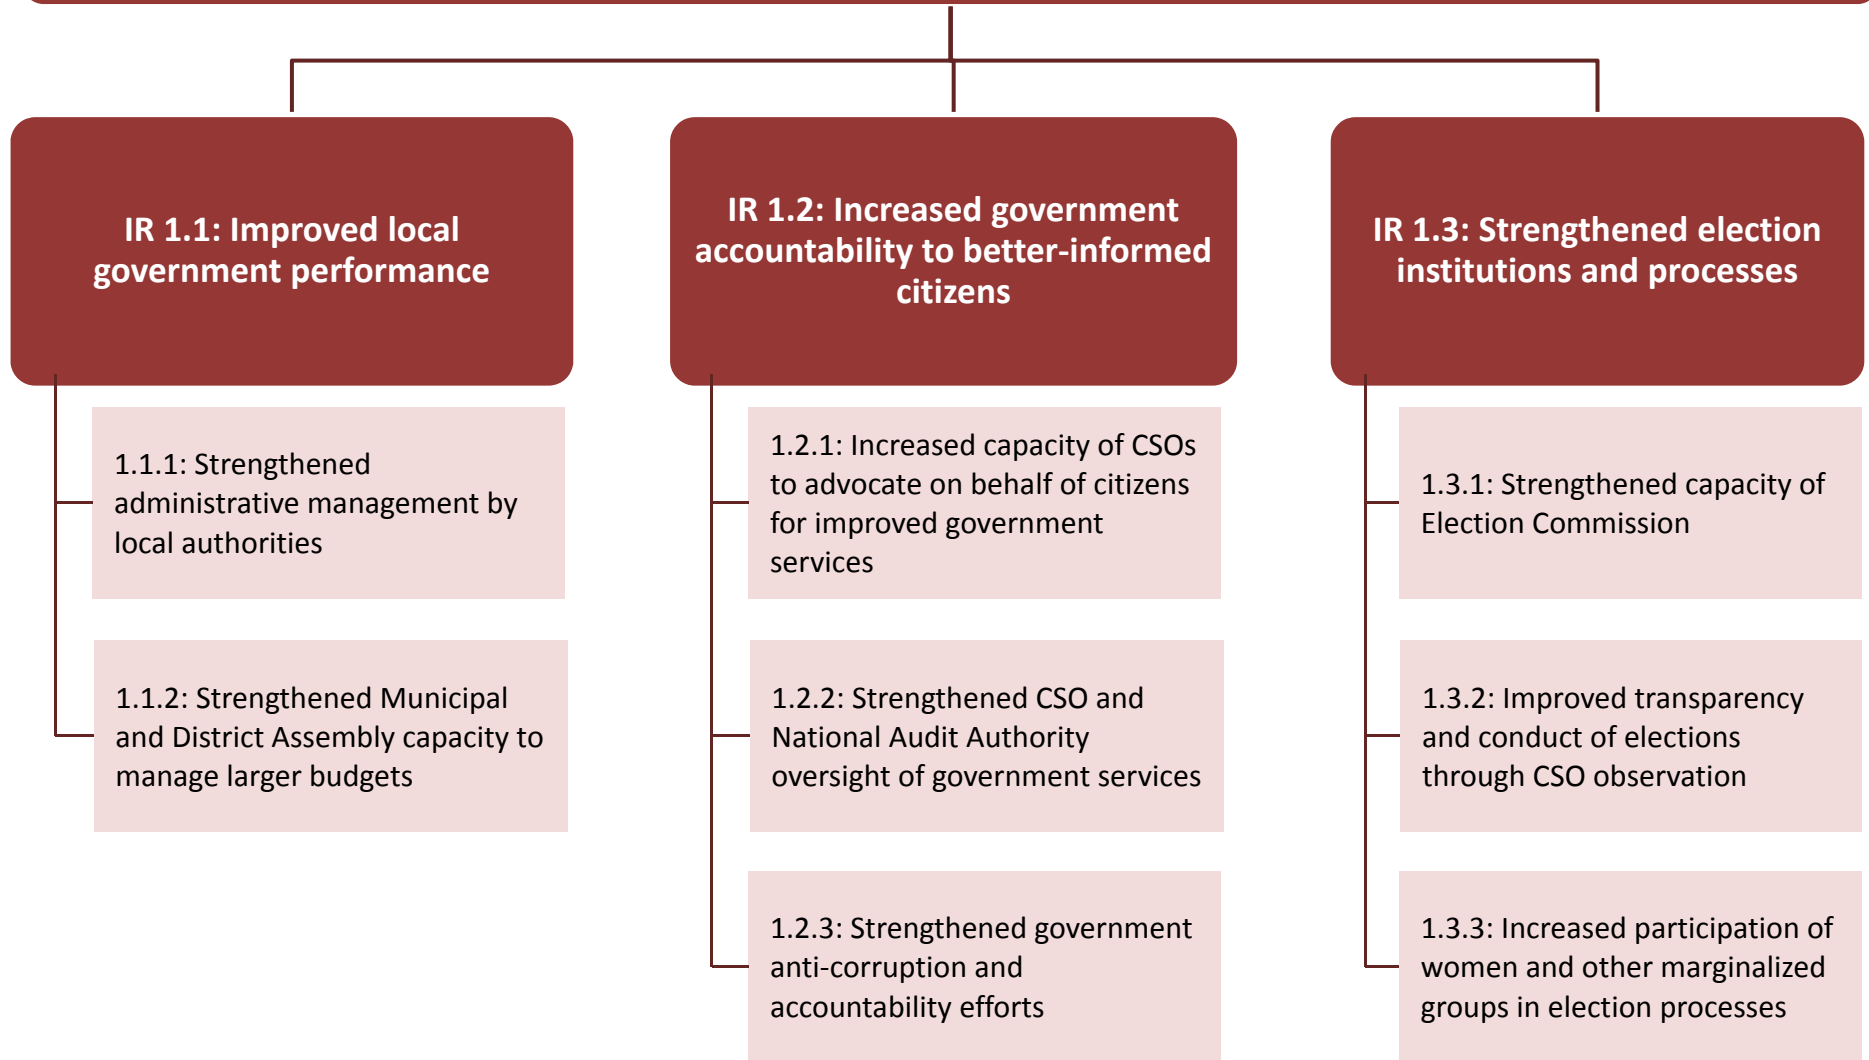 IR 1.1: Improved local
government performance
1.1.1: Strengthened
administrative management by
local authorities
1.1.2: Strengthened Municipal
and District Assembly capacity to
manage larger budgets
IR 1.2: Increased government
accountability to better-informed
citizens
1.2.1: Increased capacity of CSOs
to advocate on behalf of citizens
for improved government
services
1.2.2: Strengthened CSO and
National Audit Authority
oversight of government services
1.2.3: Strengthened government
anti-corruption and
accountability efforts
IR 1.3: Strengthened election
institutions and processes
1.3.1: Strengthened capacity of
Election Commission
1.3.2: Improved transparency
and conduct of elections
through CSO observation
1.3.3: Increased participation of
women and other marginalized
groups in election processes